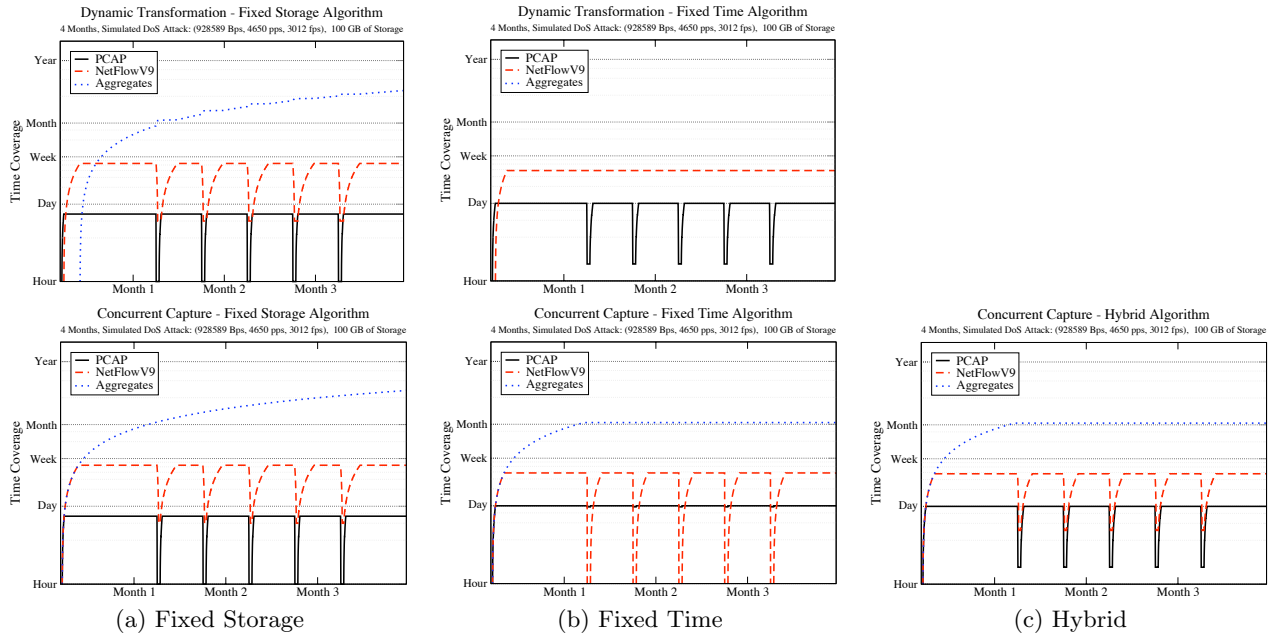 Dynamic Transformation - Fixed Storage Algorithm
4 Months, Simulated DoS Attack: (928589 Bps, 4650 pps, 3012 fps), 100 GB of Storage
PCAP
NetFlowV9
Aggregates
Time Coverage
Year
Month
Week
Day
Hour
Month 1
Month 2
Month 3
Dynamic Transformation - Fixed Time Algorithm
4 Months, Simulated DoS Attack: (928589 Bps, 4650 pps, 3012 fps), 100 GB of Storage
PCAP
NetFlowV9
Aggregates
Time Coverage
Year
Month
Week
Day
Hour
Month 1
Month 2
Month 3
Concurrent Capture - Fixed Storage Algorithm
4 Months, Simulated DoS Attack: (928589 Bps, 4650 pps, 3012 fps), 100 GB of Storage
PCAP
NetFlowV9
Aggregates
Time Coverage
Year
Month
Week
Day
Hour
Month 1
Month 2
Month 3
(a) Fixed Storage
Concurrent Capture - Fixed Time Algorithm
4 Months, Simulated DoS Attack: (928589 Bps, 4650 pps, 3012 fps), 100 GB of Storage
PCAP
NetFlowV9
Aggregates
Time Coverage
Year
Month
Week
Day
Hour
Month 1
Month 2
Month 3
(b) Fixed Time
Concurrent Capture - Hybrid Algorithm
4 Months, Simulated DoS Attack: (928589 Bps, 4650 pps, 3012 fps), 100 GB of Storage
PCAP
NetFlowV9
Aggregates
Time Coverage
Year
Month
Week
Day
Hour
Month 1
Month 2
Month 3
(c) Hybrid